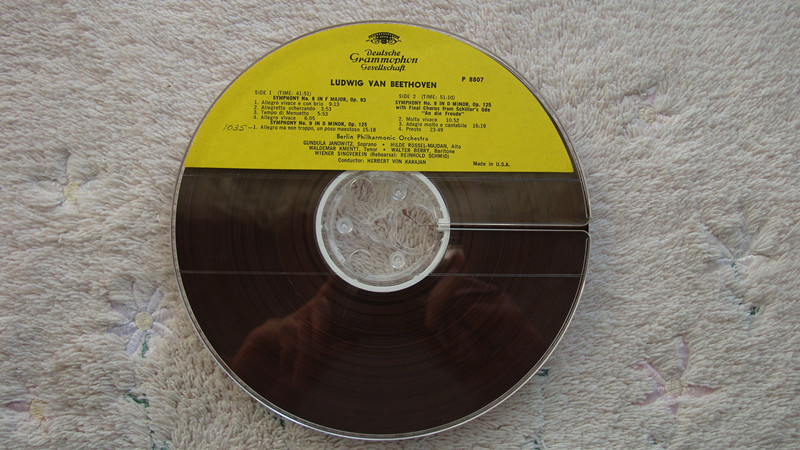 Deutsche
Grammophon
Gesellschaft
LUDWIG VAN BEETHOVEN
P 8807
SIDE 1 (TIME: 41:51)
SYMPHONY No. 8 IN F MAJOR, Op. 93
1. Allegro vivace e con brio 9:13
2. Allegretto scherzando 3:53
3. Tempo di Menuetto 5:53
4. Allegro vivace 6:05
SYMPHONY No. 9 IN D MINOR, Op. 125
1035 - 1. Allegro ma non troppo, un poco maestoso 15:18
SIDE 2 (TIME: 51:10)
SYMPHONY No. 9 IN D MINOR, Op. 125
with Final Chorus from Schiller's Ode
"An die Freude"
2. Molto vivace 10:52
3. Adagio molto e cantabile 16:19
4. Presto 23:49
Berlin Philharmonic Orchestra
GUNDULA JANOWITZ, Soprano • HILDE ROSSEL-MAJDAN, Alto
WALDEMAR KMENTT, Tenor • WALTER BERRY, Baritone
WIENER SINGVEREIN (Rehearsal: REINHOLD SCHMID)
Conductor: HERBERT VON KARAJAN
Made in U.S.A.